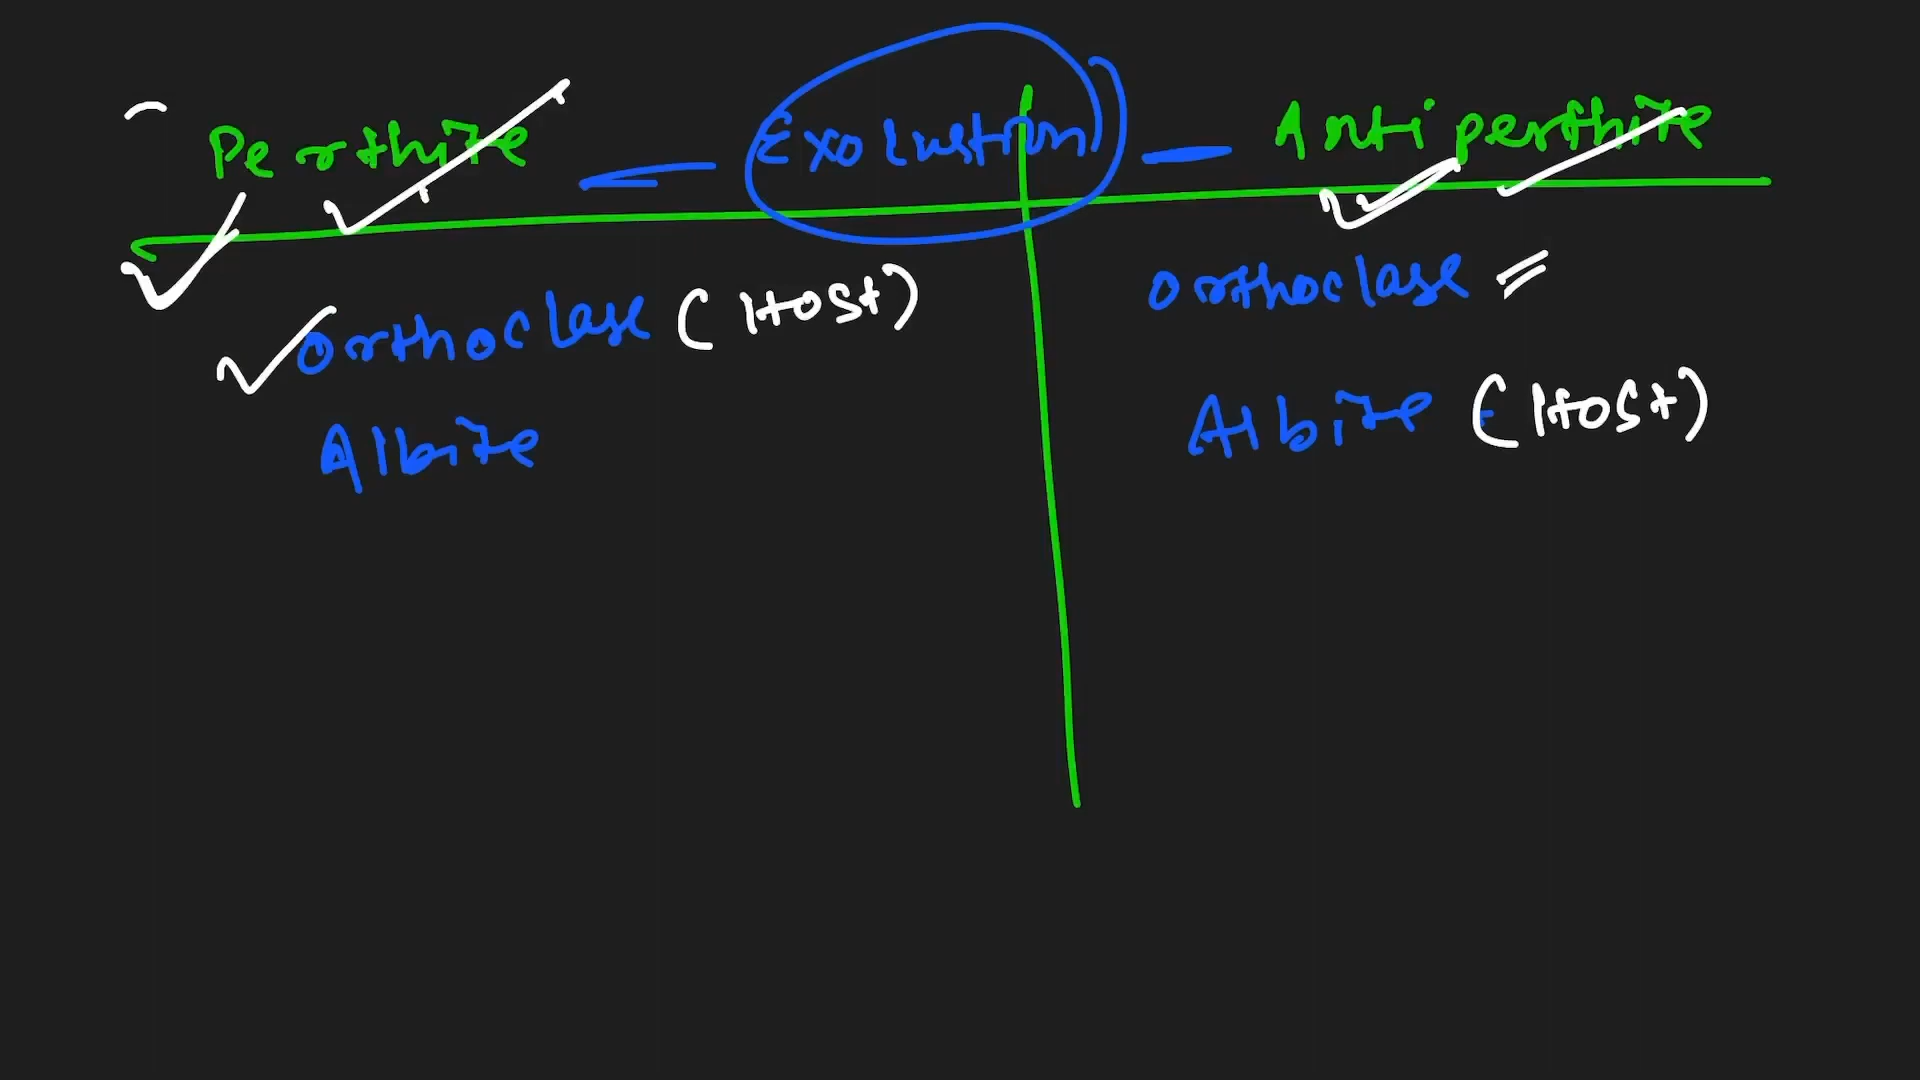 Perthite Exolustion Antiperthite
Orthoclase (Host)
Albite
Orthoclase =
Albite (Host)